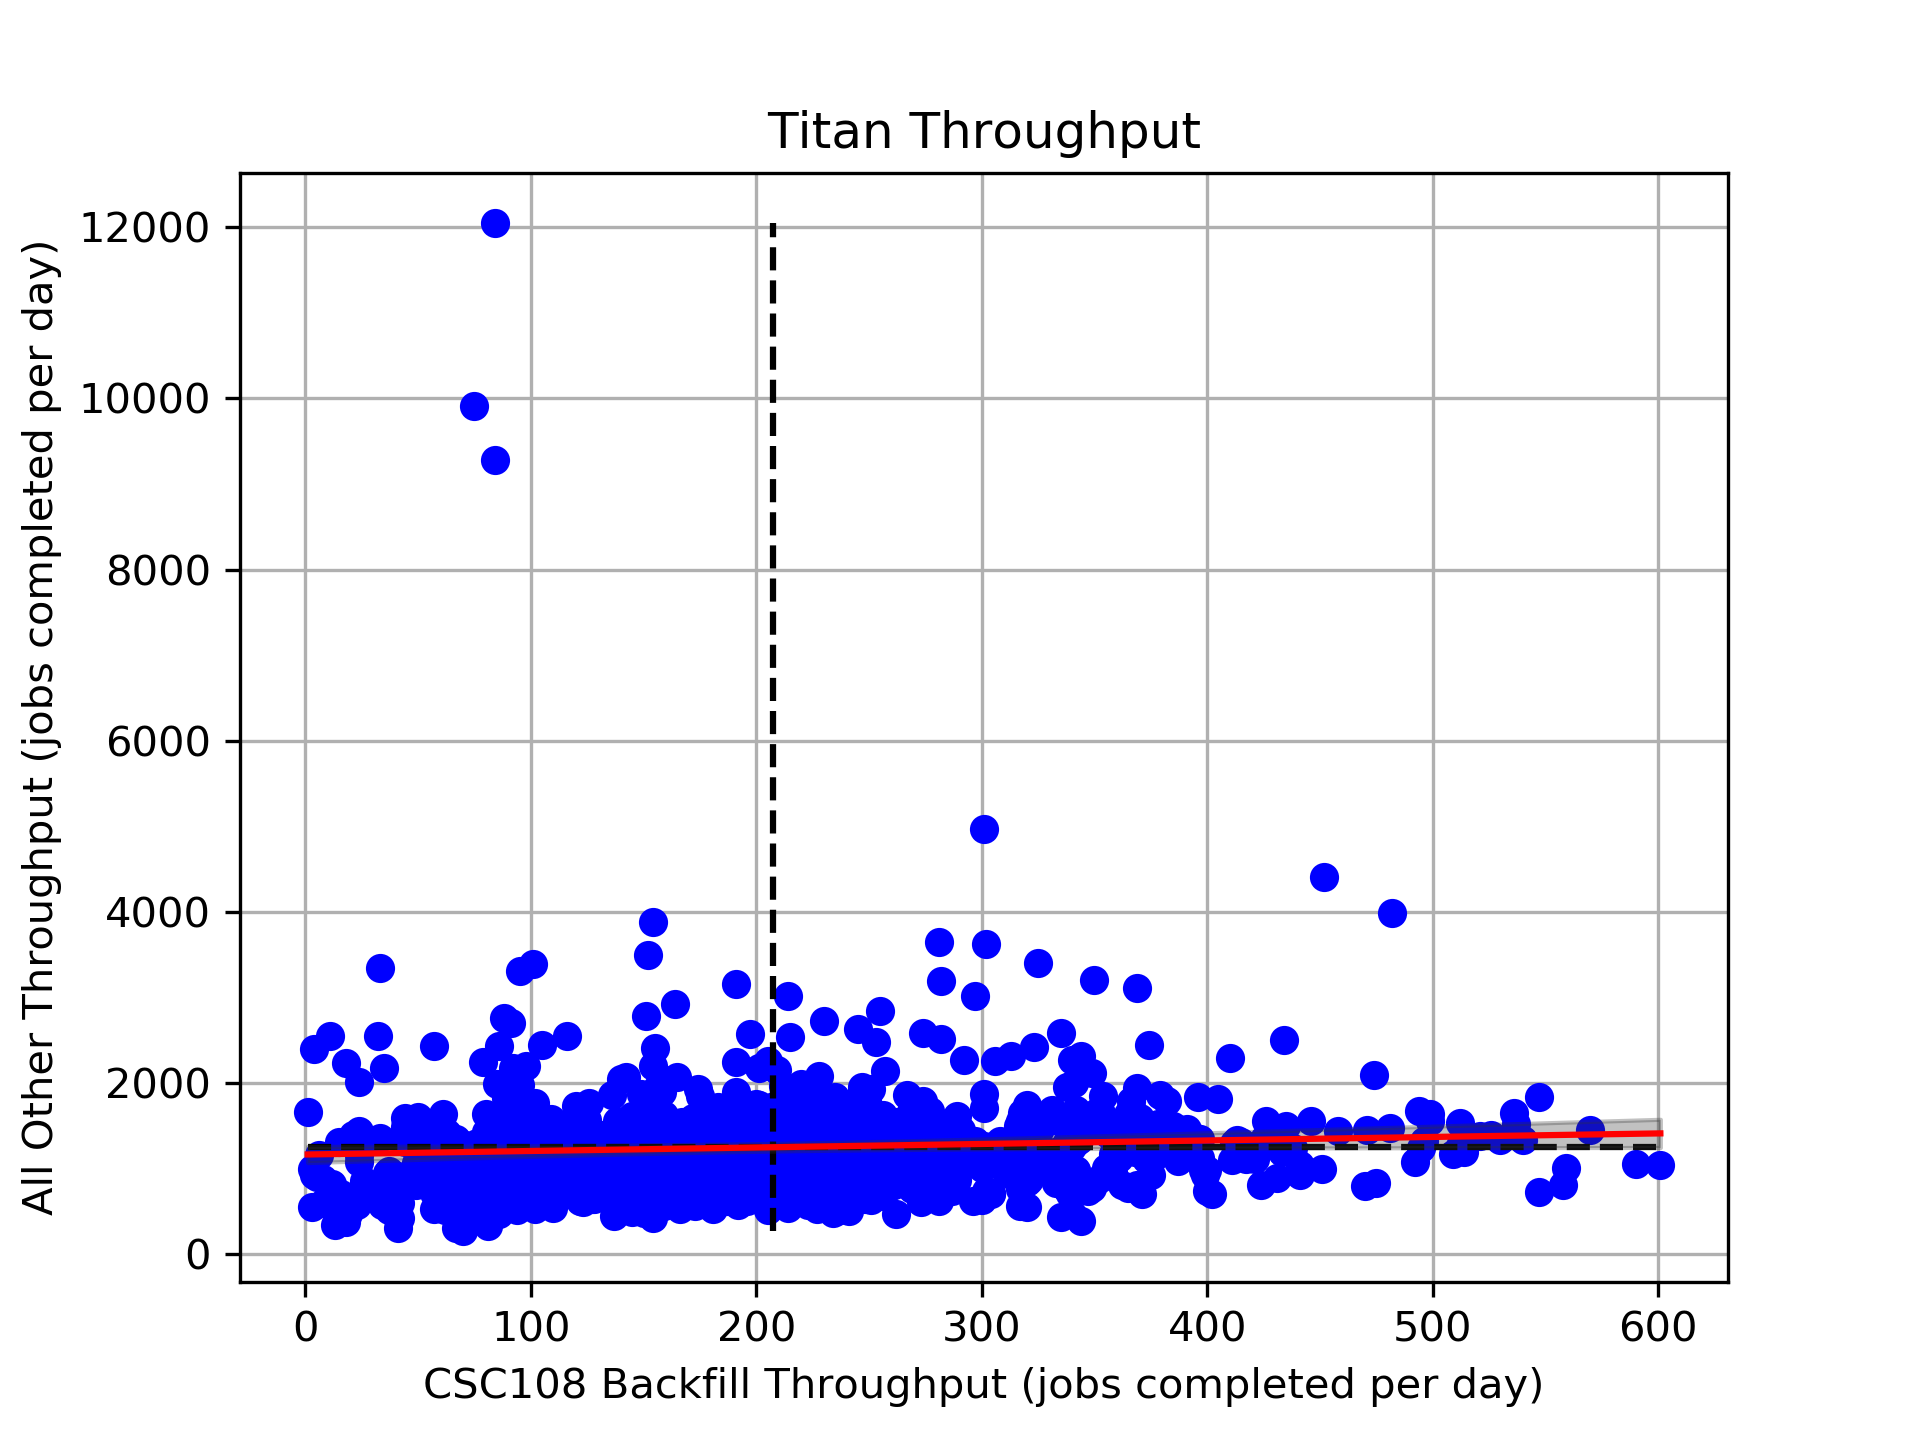 Titan Throughput
All Other Throughput (jobs completed per day)
12000
10000
8000
6000
4000
2000
0
0 100 200 300 400 500 600
CSC108 Backfill Throughput (jobs completed per day)